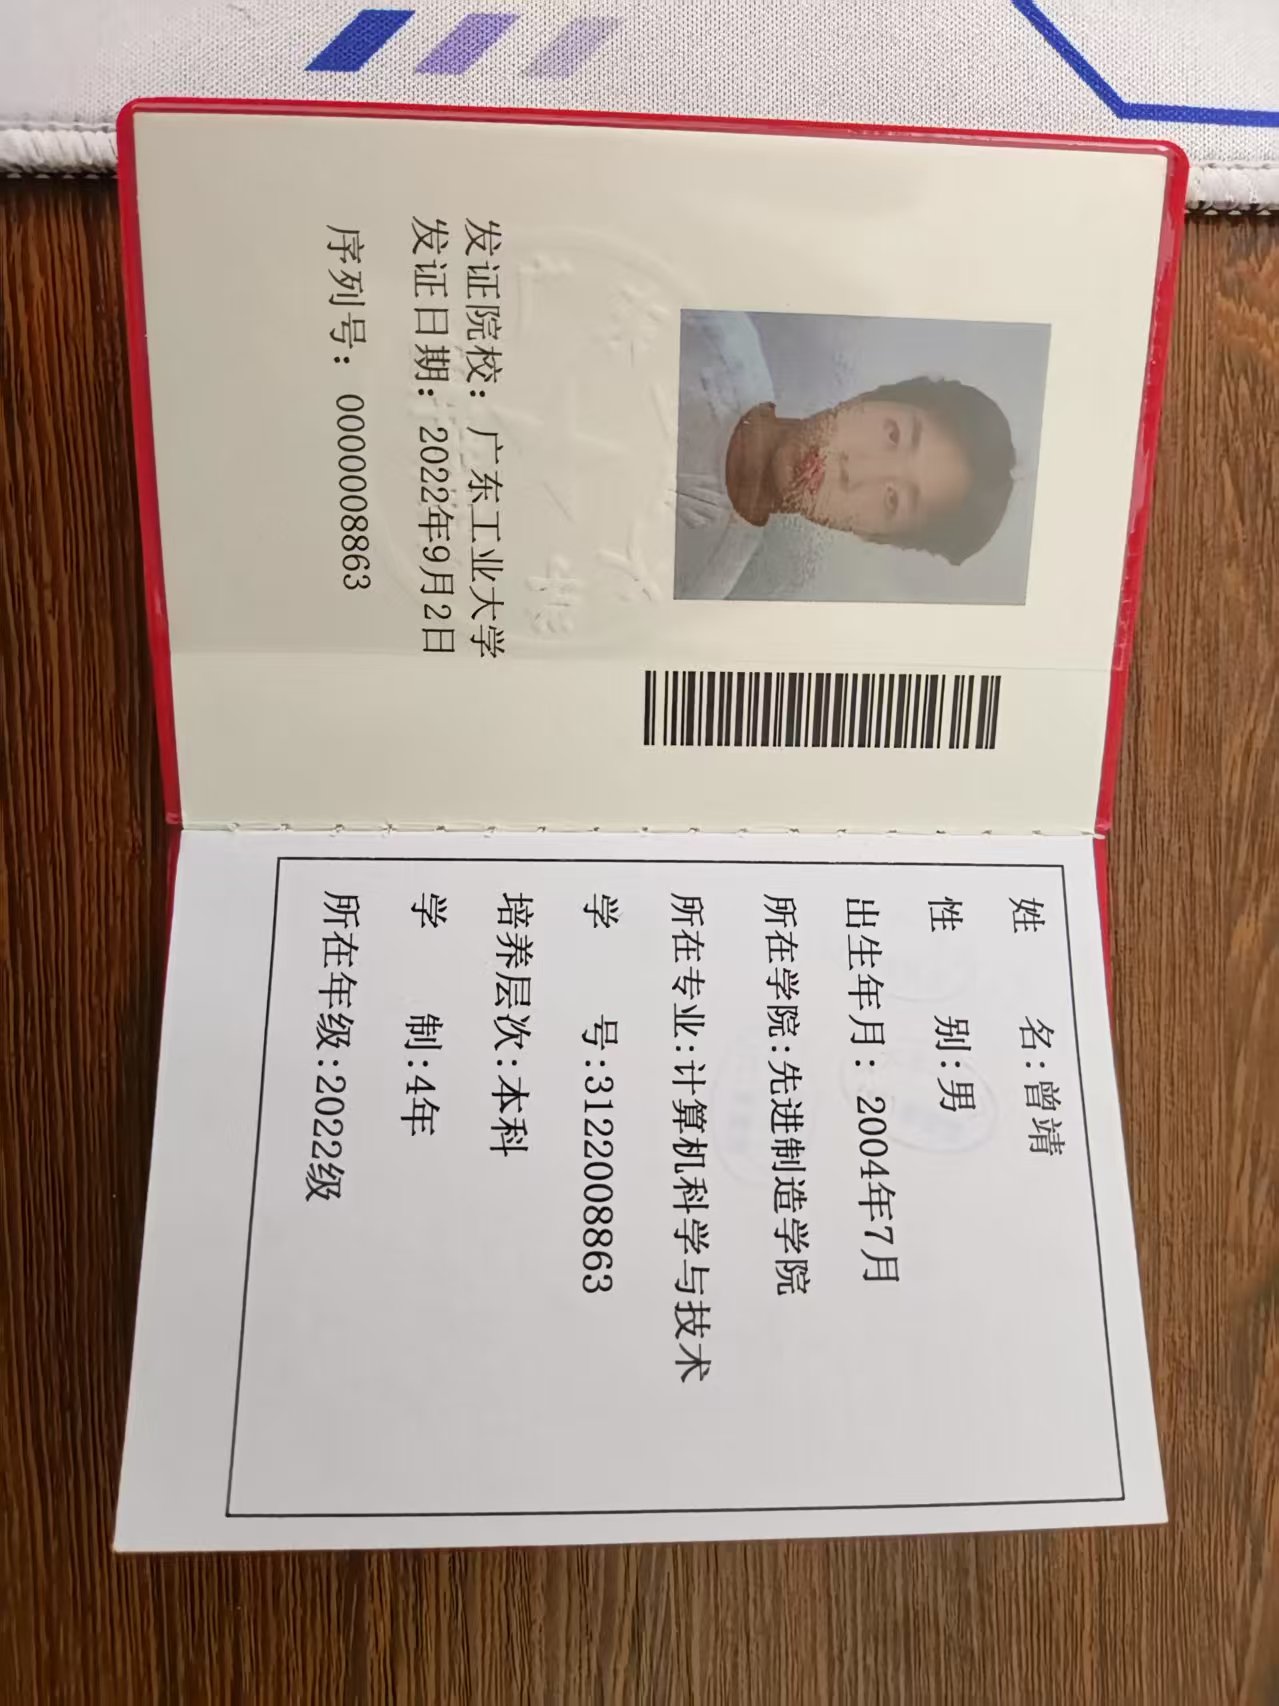 发证院校：广东工业大学
发证日期：2022年9月2日
序列号：000008863
姓 名：曾靖
性 别：男
出生年月：2004年7月
所在学院：先进制造学院
所在专业：计算机科学与技术
学 号：3122008863
培养层次：本科
学 制：4年
所在年级：2022级